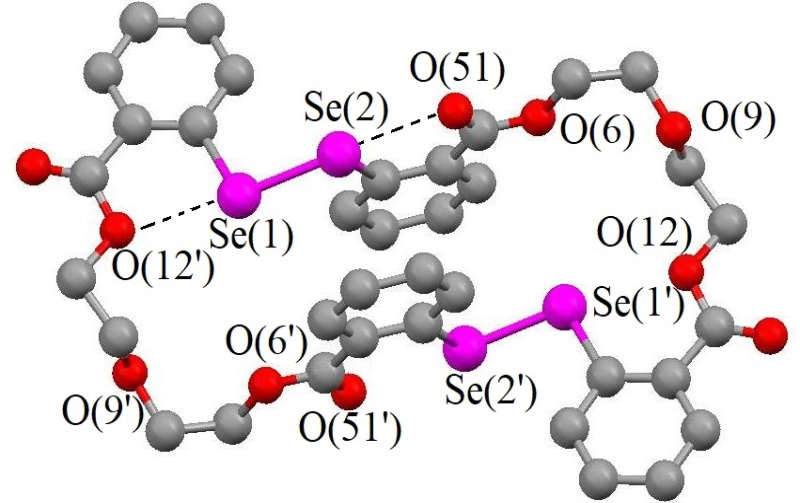 O(51)
Se(2)
O(6)
O(9)
Se(1)
O(12')
O(12)
Se(1')
O(6')
Se(2')
O(9')
O(51')